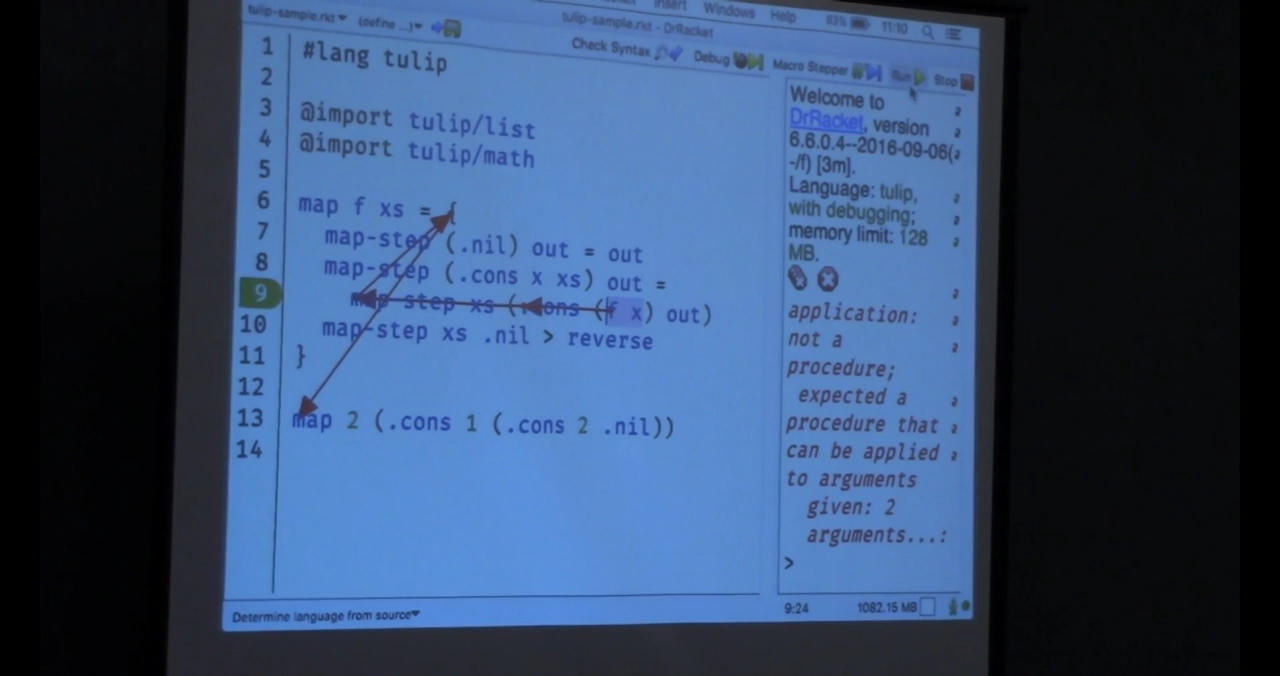 Insert Windows Help 83% 11:10
tulip-sample.rkt (define ...)
tulip-sample.rkt - DrRacket
Check Syntax Debug Macro Stepper Run Stop
1 #lang tulip
2
3 @import tulip/list
4 @import tulip/math
5
6 map f xs = {
7 map-step (.nil) out = out
8 map-step (.cons x xs) out =
9 map-step xs (.cons (f x) out)
10 map-step xs .nil > reverse
11 }
12
13 map 2 (.cons 1 (.cons 2 .nil))
14
Welcome to
DrRacket, version
6.6.0.4--2016-09-06(
-/f) [3m].
Language: tulip,
with debugging;
memory limit: 128
MB.
application:
not a
procedure;
expected a
procedure that
can be applied
to arguments
given: 2
arguments...:
>
Determine language from source
9:24 1082.15 MB